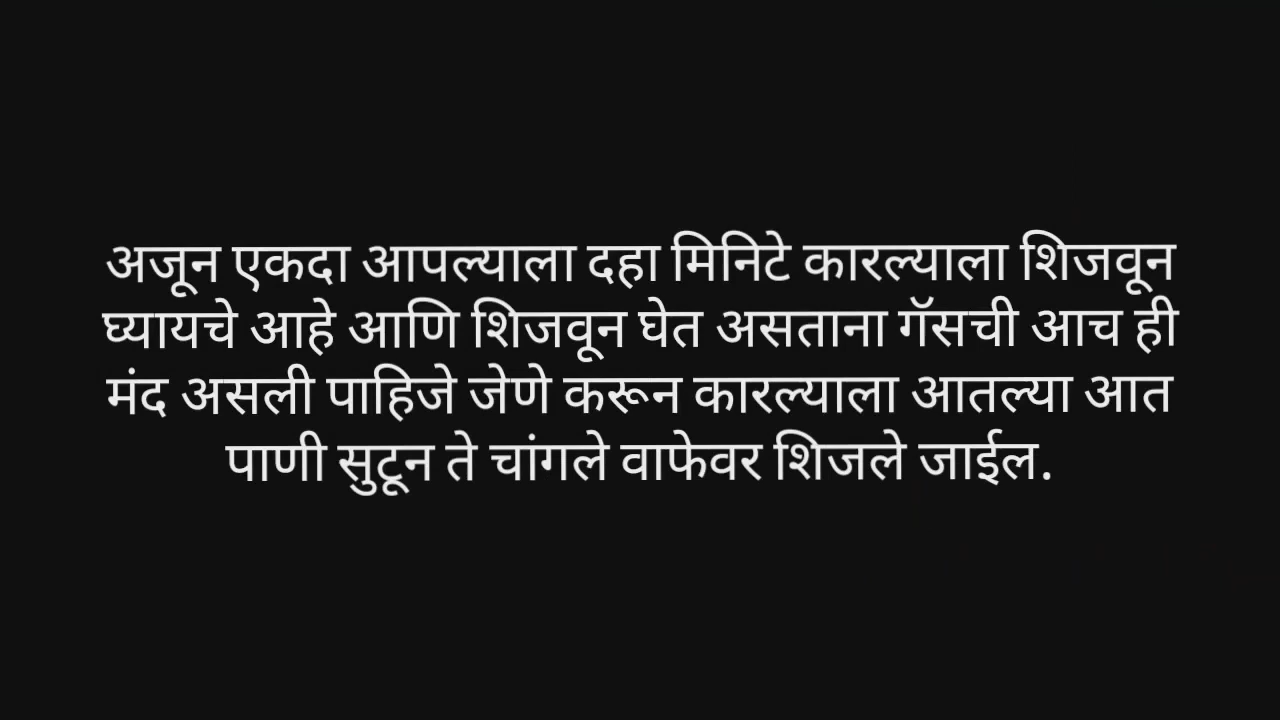 अजून एकदा आपल्याला दहा मिनिटे कारल्याला शिजवून
घ्यायचे आहे आणि शिजवून घेत असताना गॅसची आच ही
मंद असली पाहिजे जेणे करून कारल्याला आतल्या आत
पाणी सुटून ते चांगले वाफेवर शिजले जाईल.